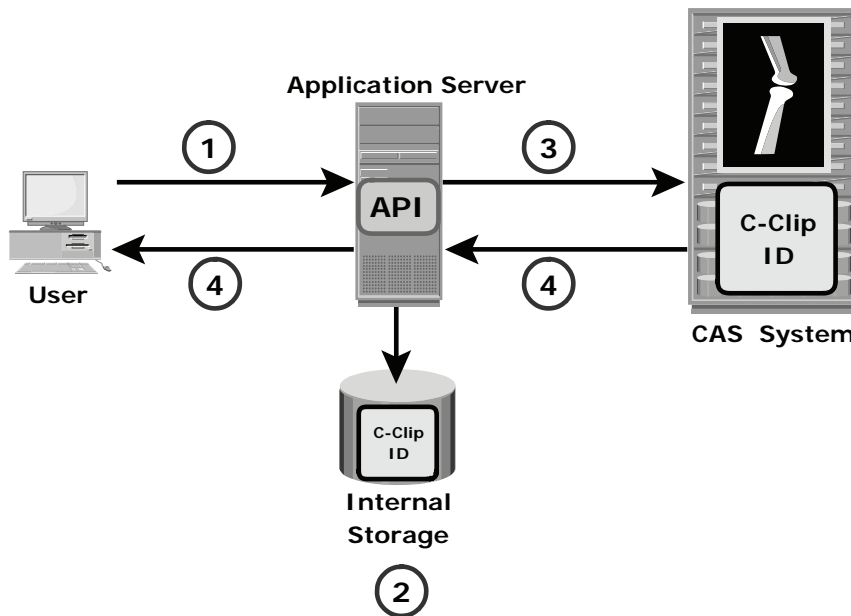 Application Server
1
3
API
C-Clip
ID
4
4
User
CAS System
C-Clip
ID
Internal
Storage
2